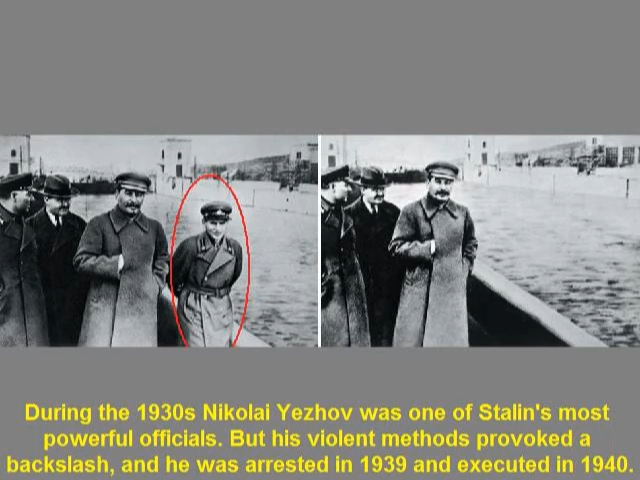 During the 1930s Nikolai Yezhov was one of Stalin's most
powerful officials. But his violent methods provoked a
backslash, and he was arrested in 1939 and executed in 1940.